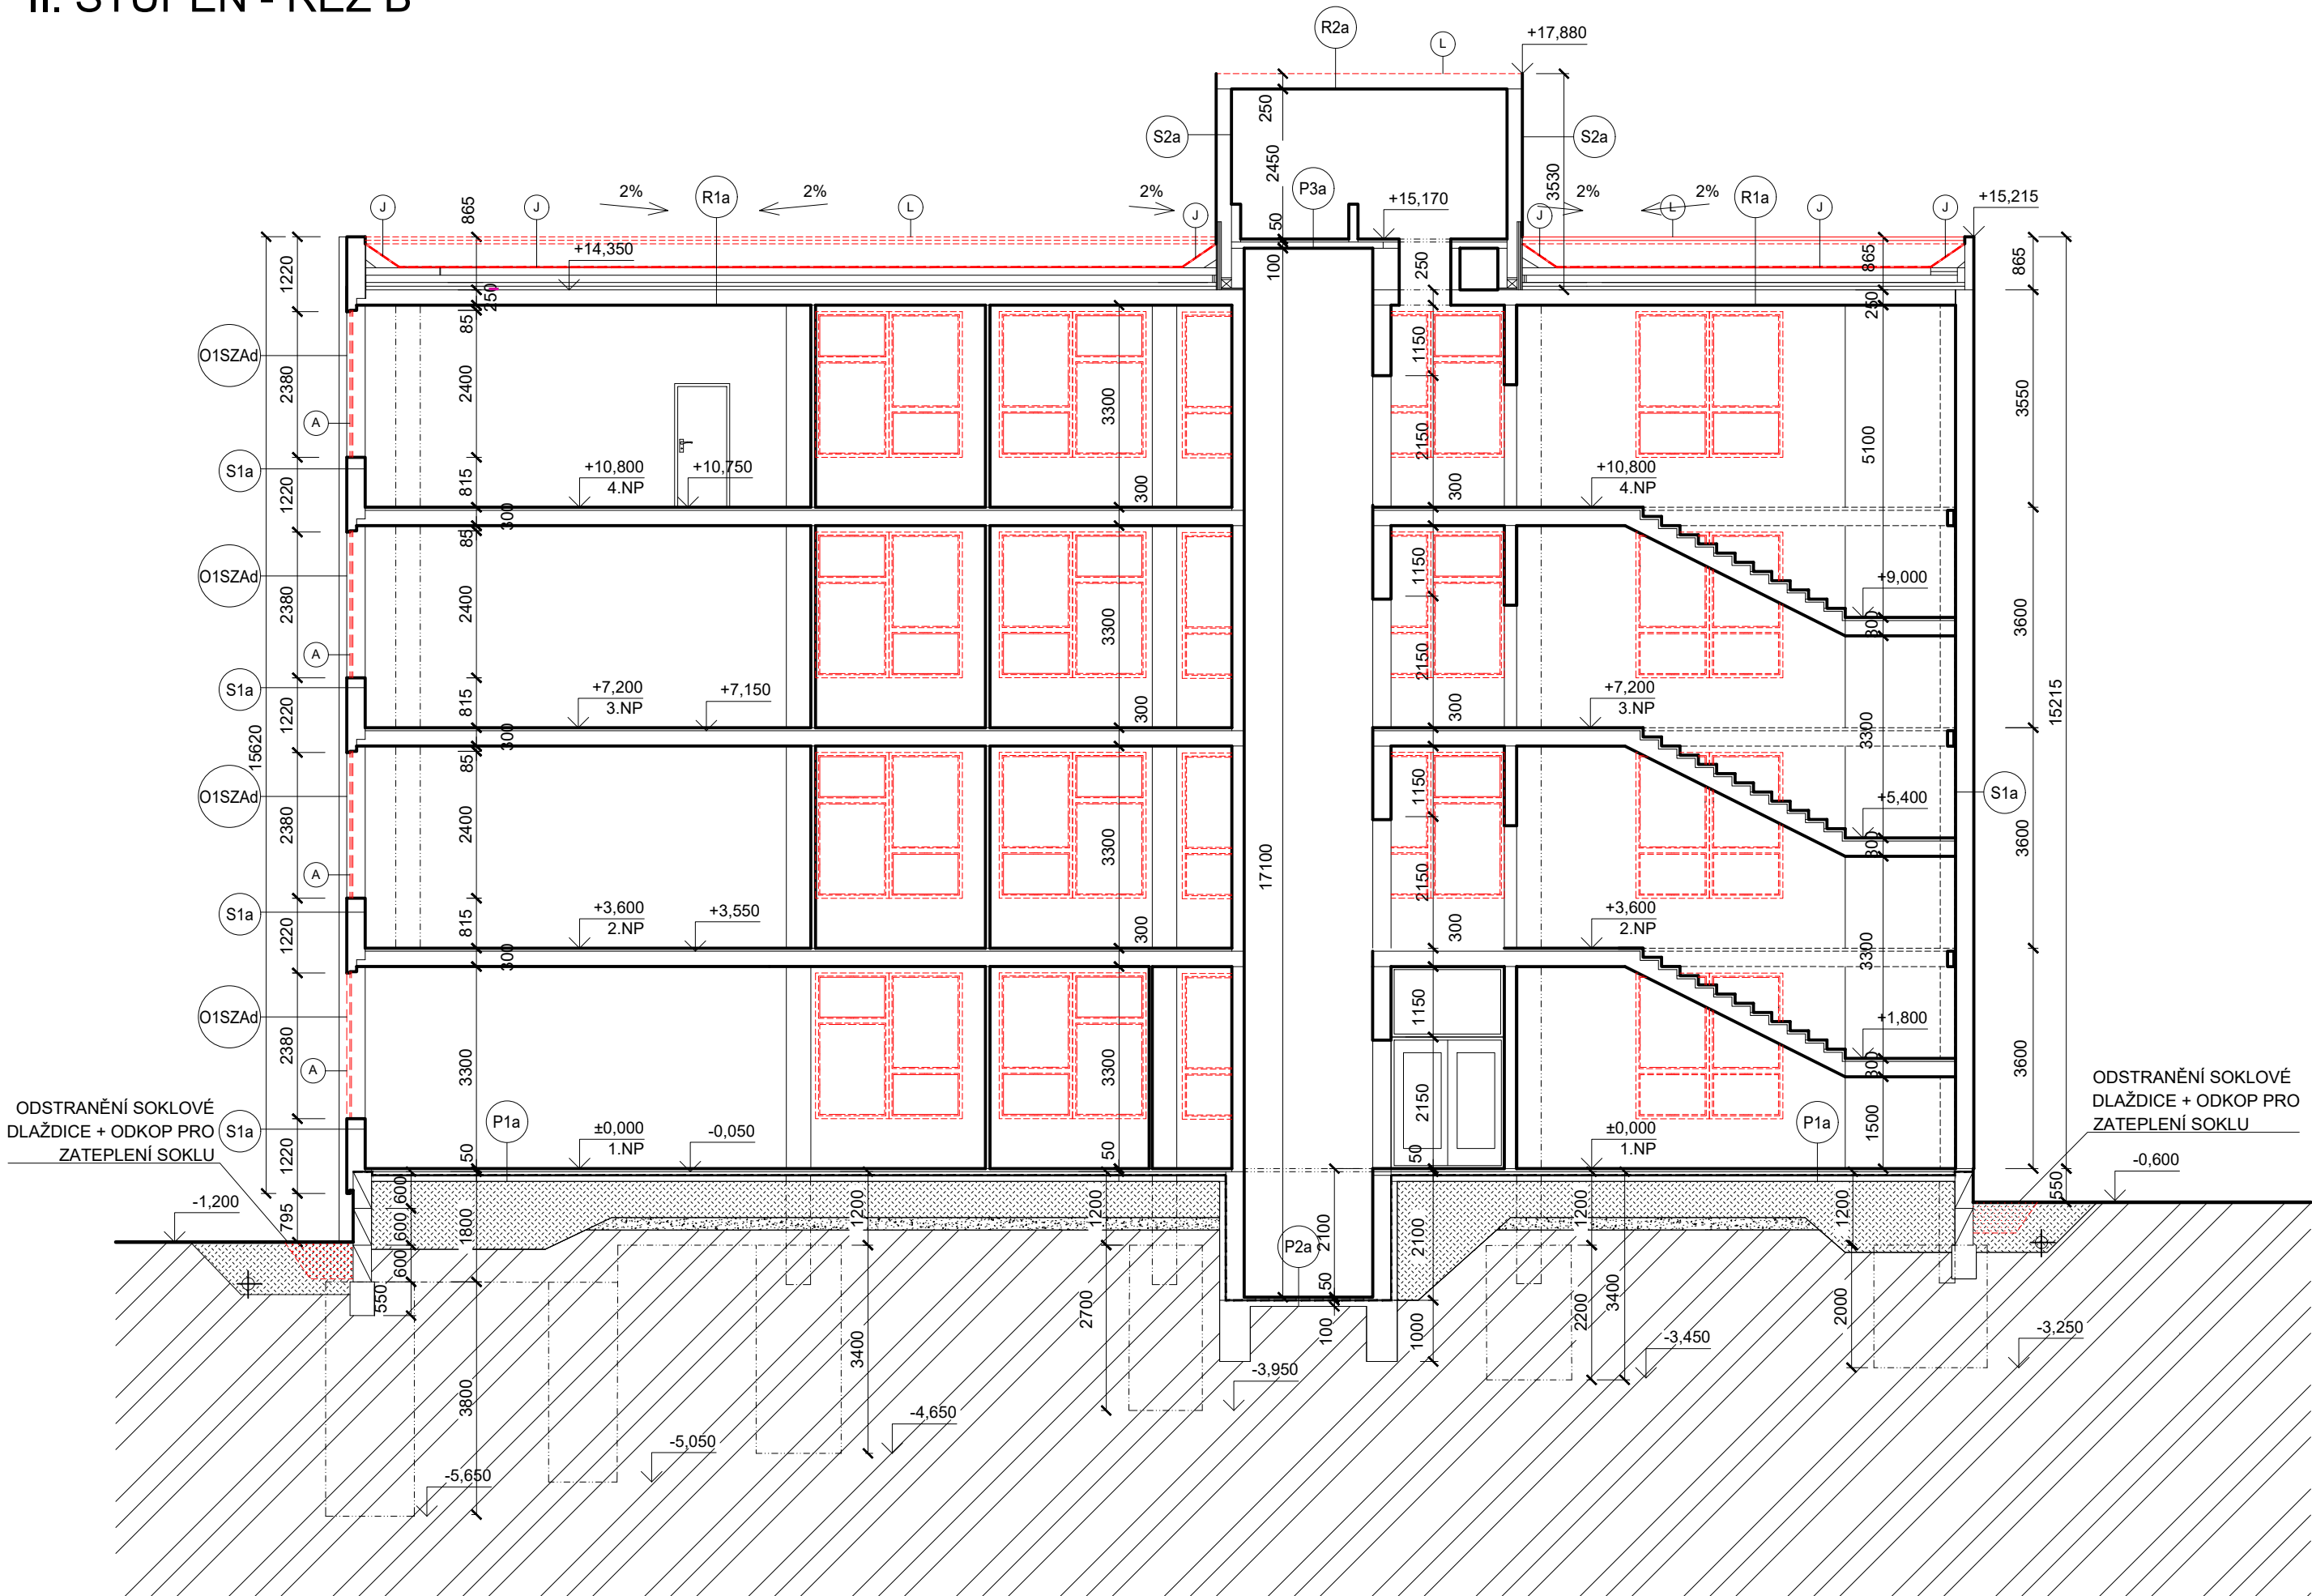 II. STUPEŇ - ŘEZ B
R2a
L
+17,880
S2a
250
2450
S2a
3530
P3a
50
100
+15,170
J
J
2%
R1a
2%
L
2%
J
865
+14,350
250
J
2%
L
2%
R1a
J
J
+15,215
865
865
250
250
1220
85
O1SZAd
2380
2400
A
S1a
1220
815
+10,800
4.NP
+10,750
3300
300
1150
2150
300
+10,800
4.NP
5100
3550
300
85
O1SZAd
2380
2400
A
S1a
1220
815
+7,200
3.NP
+7,150
3300
300
1150
2150
300
+7,200
3.NP
+9,000
300
3600
15620
300
85
O1SZAd
2380
2400
A
S1a
1220
815
+3,600
2.NP
+3,550
3300
300
17100
1150
2150
300
+3,600
2.NP
3300
+5,400
300
3600
15215
S1a
300
O1SZAd
2380
3300
A
S1a
1220
P1a
±0,000
1.NP
-0,050
3300
50
50
1150
2150
50
±0,000
1.NP
3300
+1,800
300
1500
P1a
3600
ODSTRANĚNÍ SOKLOVÉ
DLAŽDICE + ODKOP PRO
ZATEPLENÍ SOKLU
ODSTRANĚNÍ SOKLOVÉ
DLAŽDICE + ODKOP PRO
ZATEPLENÍ SOKLU
-0,600
550
-1,200
795
600
600
600
550
1800
3800
1200
3400
1200
2700
P2a
2100
50
100
2100
1000
1200
2200
3400
1200
2000
-3,950
-3,450
-3,250
-4,650
-5,050
-5,650